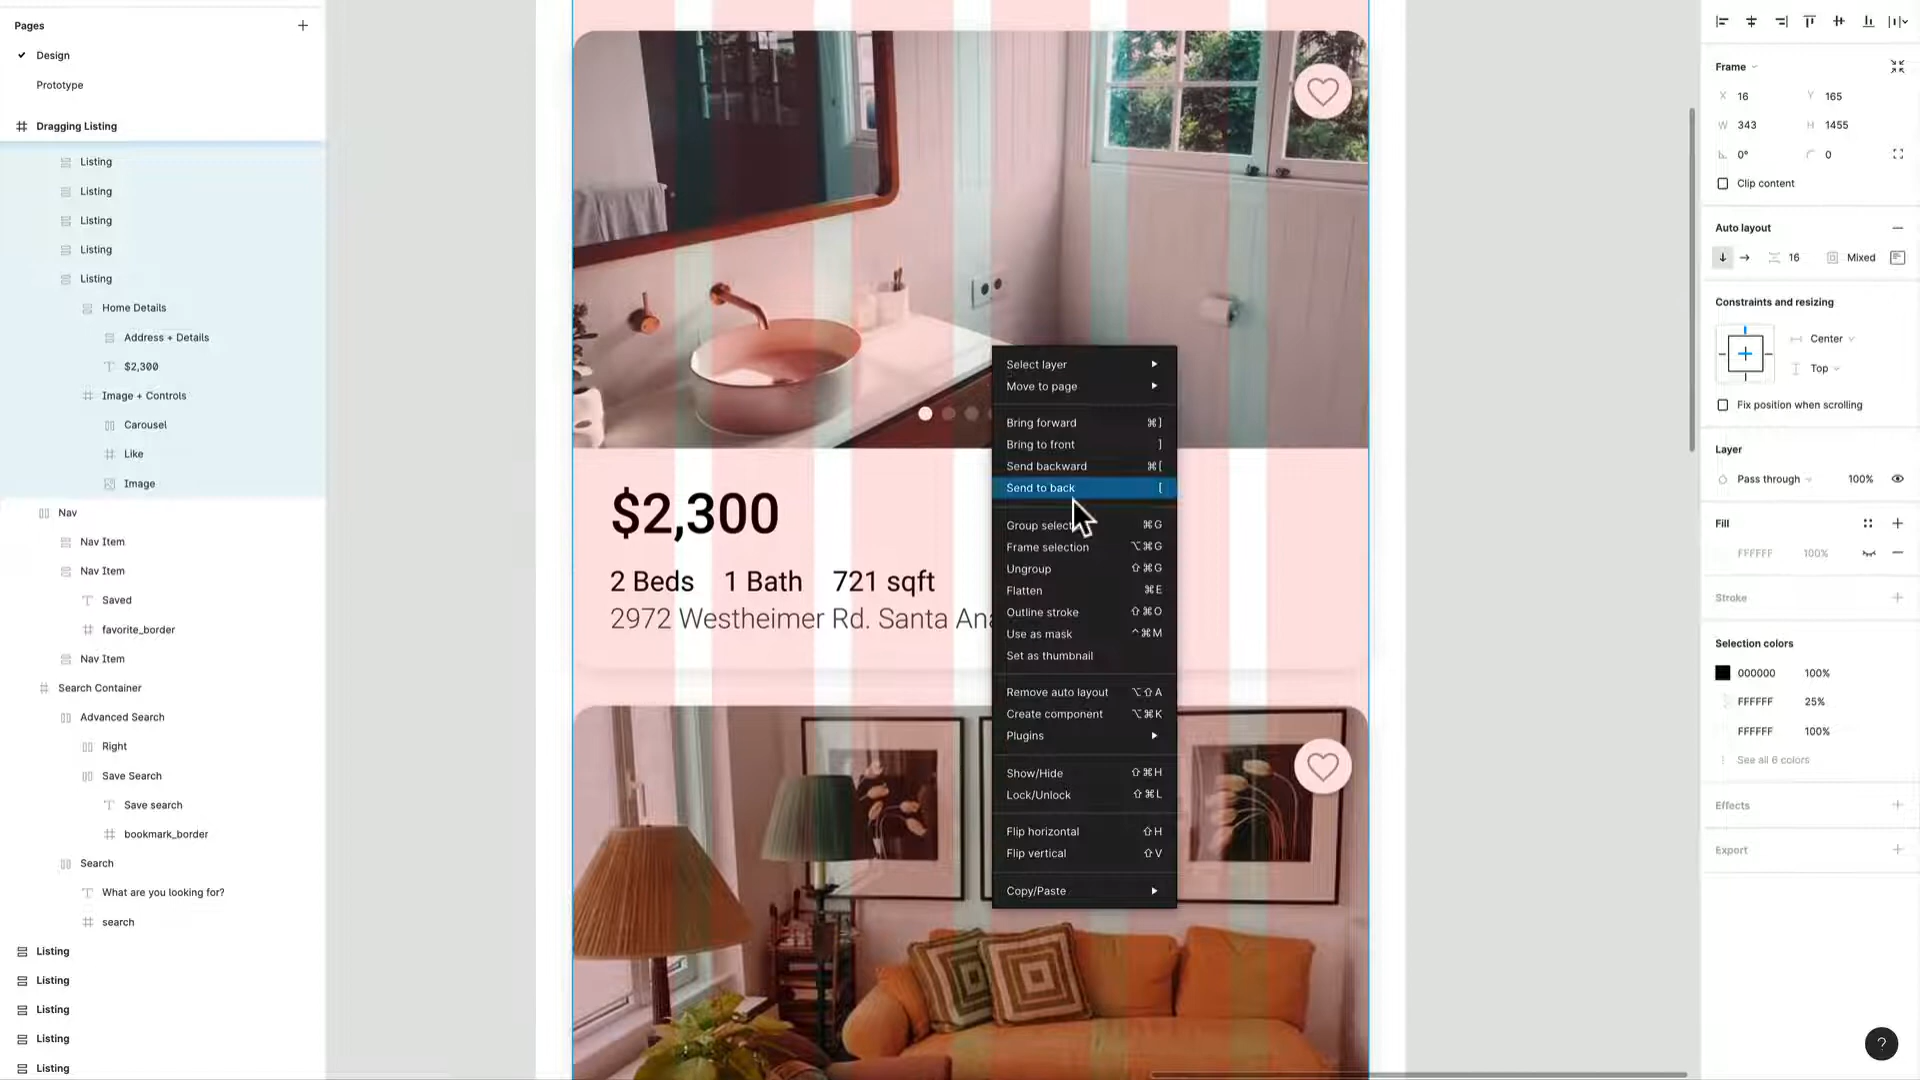 Pages
Design
Prototype
Dragging Listing
Listing
Listing
Listing
Listing
Listing
Home Details
Address + Details
$2,300
Image + Controls
Carousel
Like
Image
Nav
Nav Item
Nav Item
Saved
favorite_border
Nav Item
Search Container
Advanced Search
Right
Save Search
Save search
bookmark_border
Search
What are you looking for?
search
Listing
Listing
Listing
Listing
Listing
$2,300
2 Beds 1 Bath 721 sqft
2972 Westheimer Rd. Santa Ana
Select layer
Move to page
Bring forward ⌘]
Bring to front ]
Send backward ⌘[
Send to back [
Group select ⌘G
Frame selection ⌥⌘G
Ungroup ⇧⌘G
Flatten ⌘E
Outline stroke ⇧⌘O
Use as mask ^⌘M
Set as thumbnail
Remove auto layout ⌥⇧A
Create component ⌥⌘K
Plugins
Show/Hide ⇧⌘H
Lock/Unlock ⇧⌘L
Flip horizontal ⇧H
Flip vertical ⇧V
Copy/Paste
Frame
X 16 Y 165
W 343 H 1455
0° 0
Clip content
Auto layout
16 Mixed
Constraints and resizing
Center
Top
Fix position when scrolling
Layer
Pass through 100%
Fill
FFFFFF 100%
Stroke
Selection colors
000000 100%
FFFFFF 25%
FFFFFF 100%
See all 6 colors
Effects
Export
?